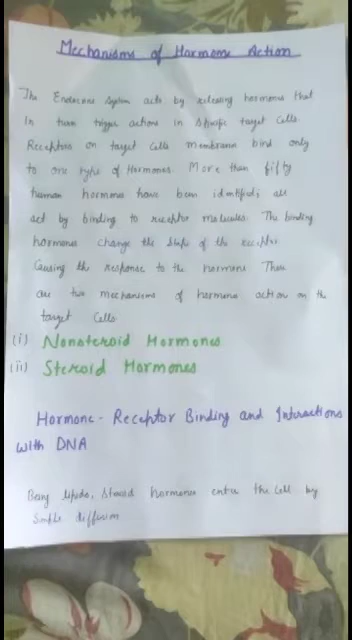 Mechanisms of Hormone Action
The Endocrine System acts by releasing hormones that
In turn trigger actions in Specific target Cells.
Receptors on target Cells membrane bind only
to one type of Hormones. More than fifty
human hormones have been identified; all
act by binding to receptor molecules. The binding
hormones change the shape of the receptor
Causing the response to the hormone There
are two mechanisms of hormone action on the
target Cells
(i) Nonsteroid Hormones
(ii) Steroid Hormones
Hormone - Receptor Binding and Interactions
with DNA
Being lipids, Steroid hormones enter the Cell by
Simple diffusion